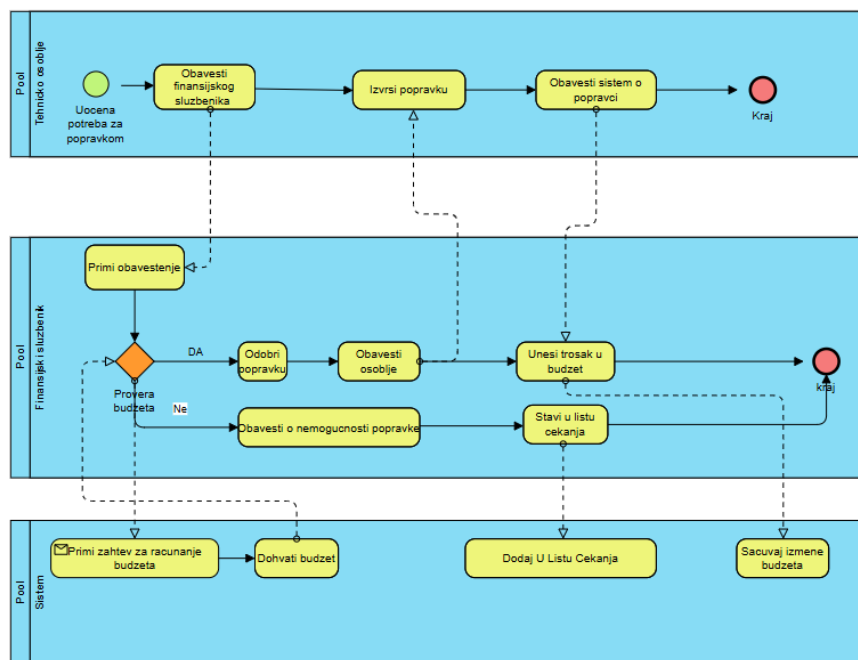 Pool
Tehnicko osoblje
Uocena
potreba za
popravkom
Obavesti
finansijskog
sluzbenika
Izvrsi popravku
Obavesti sistem o
popravci
Kraj
Pool
Finansijski sluzbenik
Primi obavestenje
Provera
budzeta
DA
Odobri
popravku
Obavesti
osoblje
Unesi trosak u
budzet
kraj
Ne
Obavesti o nemogucnosti popravke
Stavi u listu
cekanja
Pool
Sistem
Primi zahtev za racunanje
budzeta
Dohvati budzet
Dodaj U Listu Cekanja
Sacuvaj izmene
budzeta